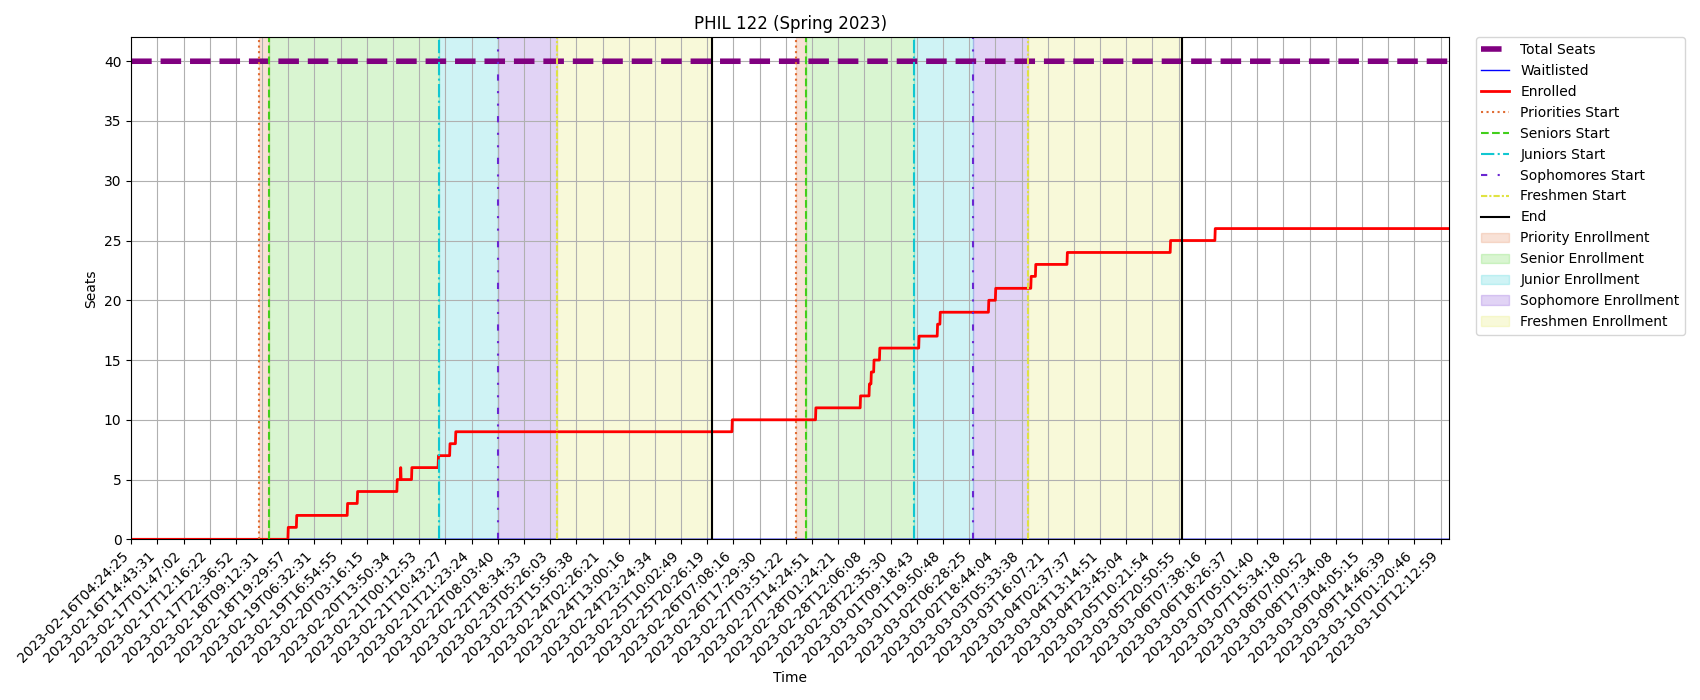 PHIL 122 (Spring 2023)
Seats
40
35
30
25
20
15
10
5
0
2023-02-16T04:24:25
2023-02-16T14:43:31
2023-02-17T01:47:02
2023-02-17T12:16:22
2023-02-17T22:36:52
2023-02-18T09:12:31
2023-02-18T19:29:57
2023-02-19T06:32:31
2023-02-19T16:54:55
2023-02-20T03:16:15
2023-02-20T13:50:34
2023-02-21T00:12:53
2023-02-21T10:43:27
2023-02-21T21:23:24
2023-02-22T08:03:40
2023-02-22T18:34:33
2023-02-23T05:26:03
2023-02-23T15:56:38
2023-02-24T02:26:21
2023-02-24T13:00:16
2023-02-24T23:24:34
2023-02-25T10:02:49
2023-02-25T20:26:19
2023-02-26T07:08:16
2023-02-26T17:29:30
2023-02-27T03:51:22
2023-02-27T14:24:51
2023-02-28T01:24:21
2023-02-28T12:06:08
2023-02-28T22:35:30
2023-03-01T09:18:43
2023-03-01T19:50:48
2023-03-02T06:28:25
2023-03-02T18:44:04
2023-03-03T05:33:38
2023-03-03T16:07:21
2023-03-04T02:37:37
2023-03-04T13:14:51
2023-03-04T23:45:04
2023-03-05T10:21:54
2023-03-05T20:50:55
2023-03-06T07:38:16
2023-03-06T18:26:37
2023-03-07T05:01:40
2023-03-07T15:34:18
2023-03-08T07:00:52
2023-03-08T17:34:08
2023-03-09T04:05:15
2023-03-09T14:46:39
2023-03-10T01:20:46
2023-03-10T12:12:59
Time
Total Seats
Waitlisted
Enrolled
Priorities Start
Seniors Start
Juniors Start
Sophomores Start
Freshmen Start
End
Priority Enrollment
Senior Enrollment
Junior Enrollment
Sophomore Enrollment
Freshmen Enrollment